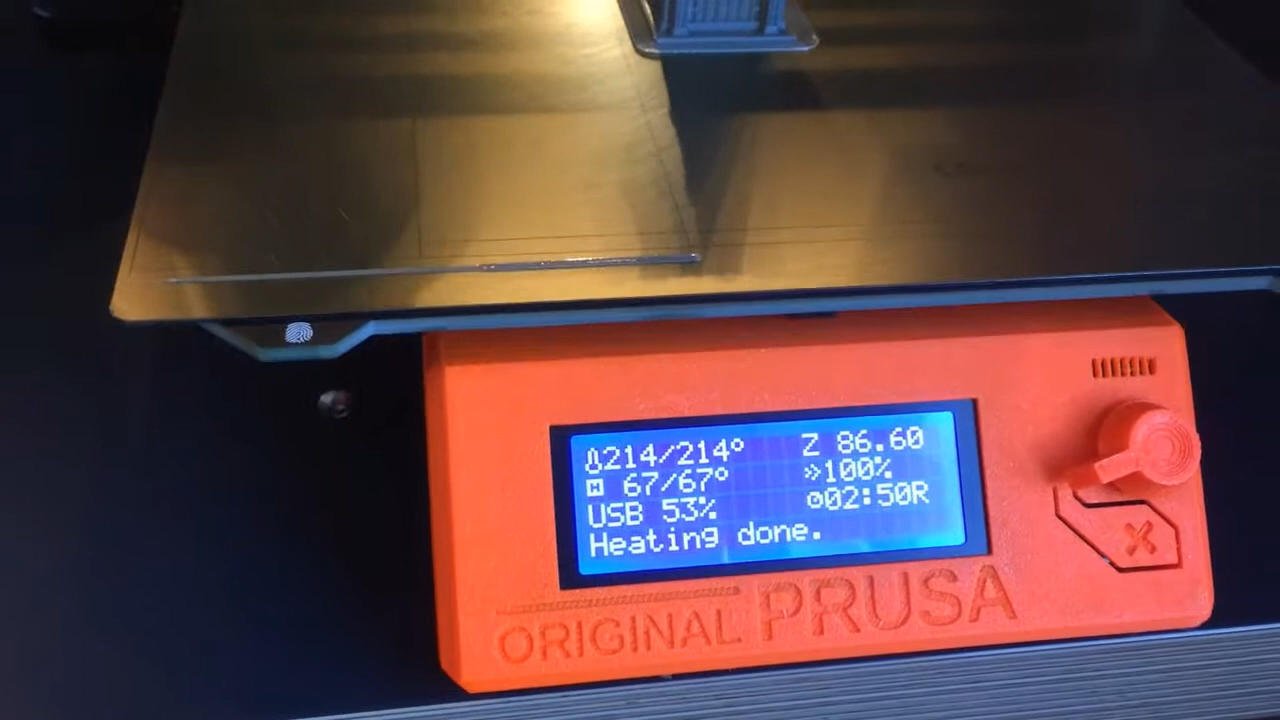 214/214° Z 86.60
67/67° 100%
USB 53% 02:50R
Heating done.
ORIGINAL PRUSA